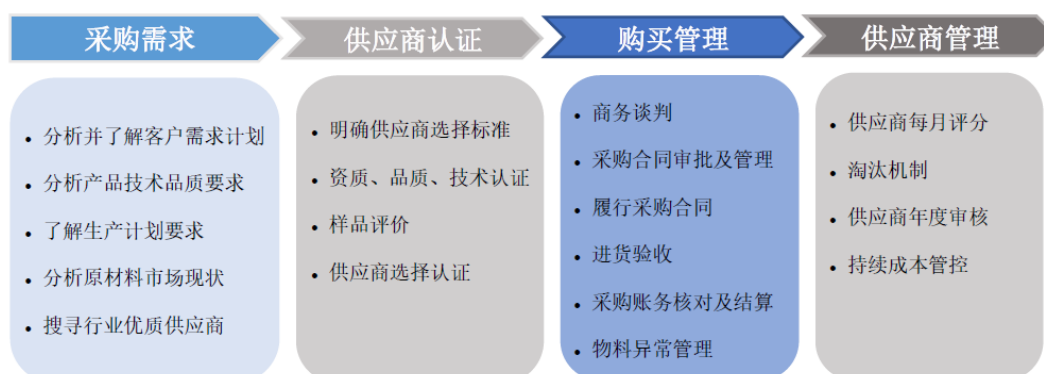 采购需求
供应商认证
购买管理
供应商管理
• 分析并了解客户需求计划
• 分析产品技术品质要求
• 了解生产计划要求
• 分析原材料市场现状
• 搜寻行业优质供应商
• 明确供应商选择标准
• 资质、品质、技术认证
• 样品评价
• 供应商选择认证
• 商务谈判
• 采购合同审批及管理
• 履行采购合同
• 进货验收
• 采购账务核对及结算
• 物料异常管理
• 供应商每月评分
• 淘汰机制
• 供应商年度审核
• 持续成本管控